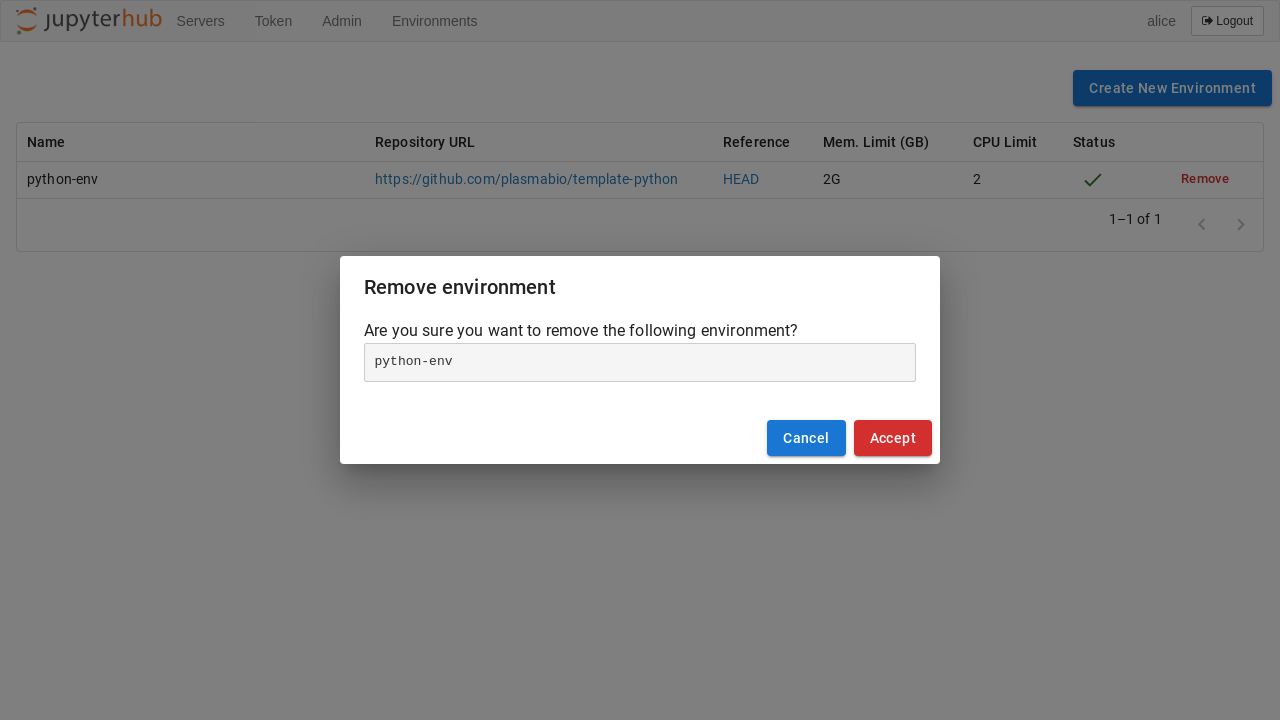 jupyterhub Servers Token Admin Environments alice Logout
Create New Environment
Name Repository URL Reference Mem. Limit (GB) CPU Limit Status
python-env https://github.com/plasmabio/template-python HEAD 2G 2 Remove
1–1 of 1
Remove environment
Are you sure you want to remove the following environment?
python-env
Cancel Accept